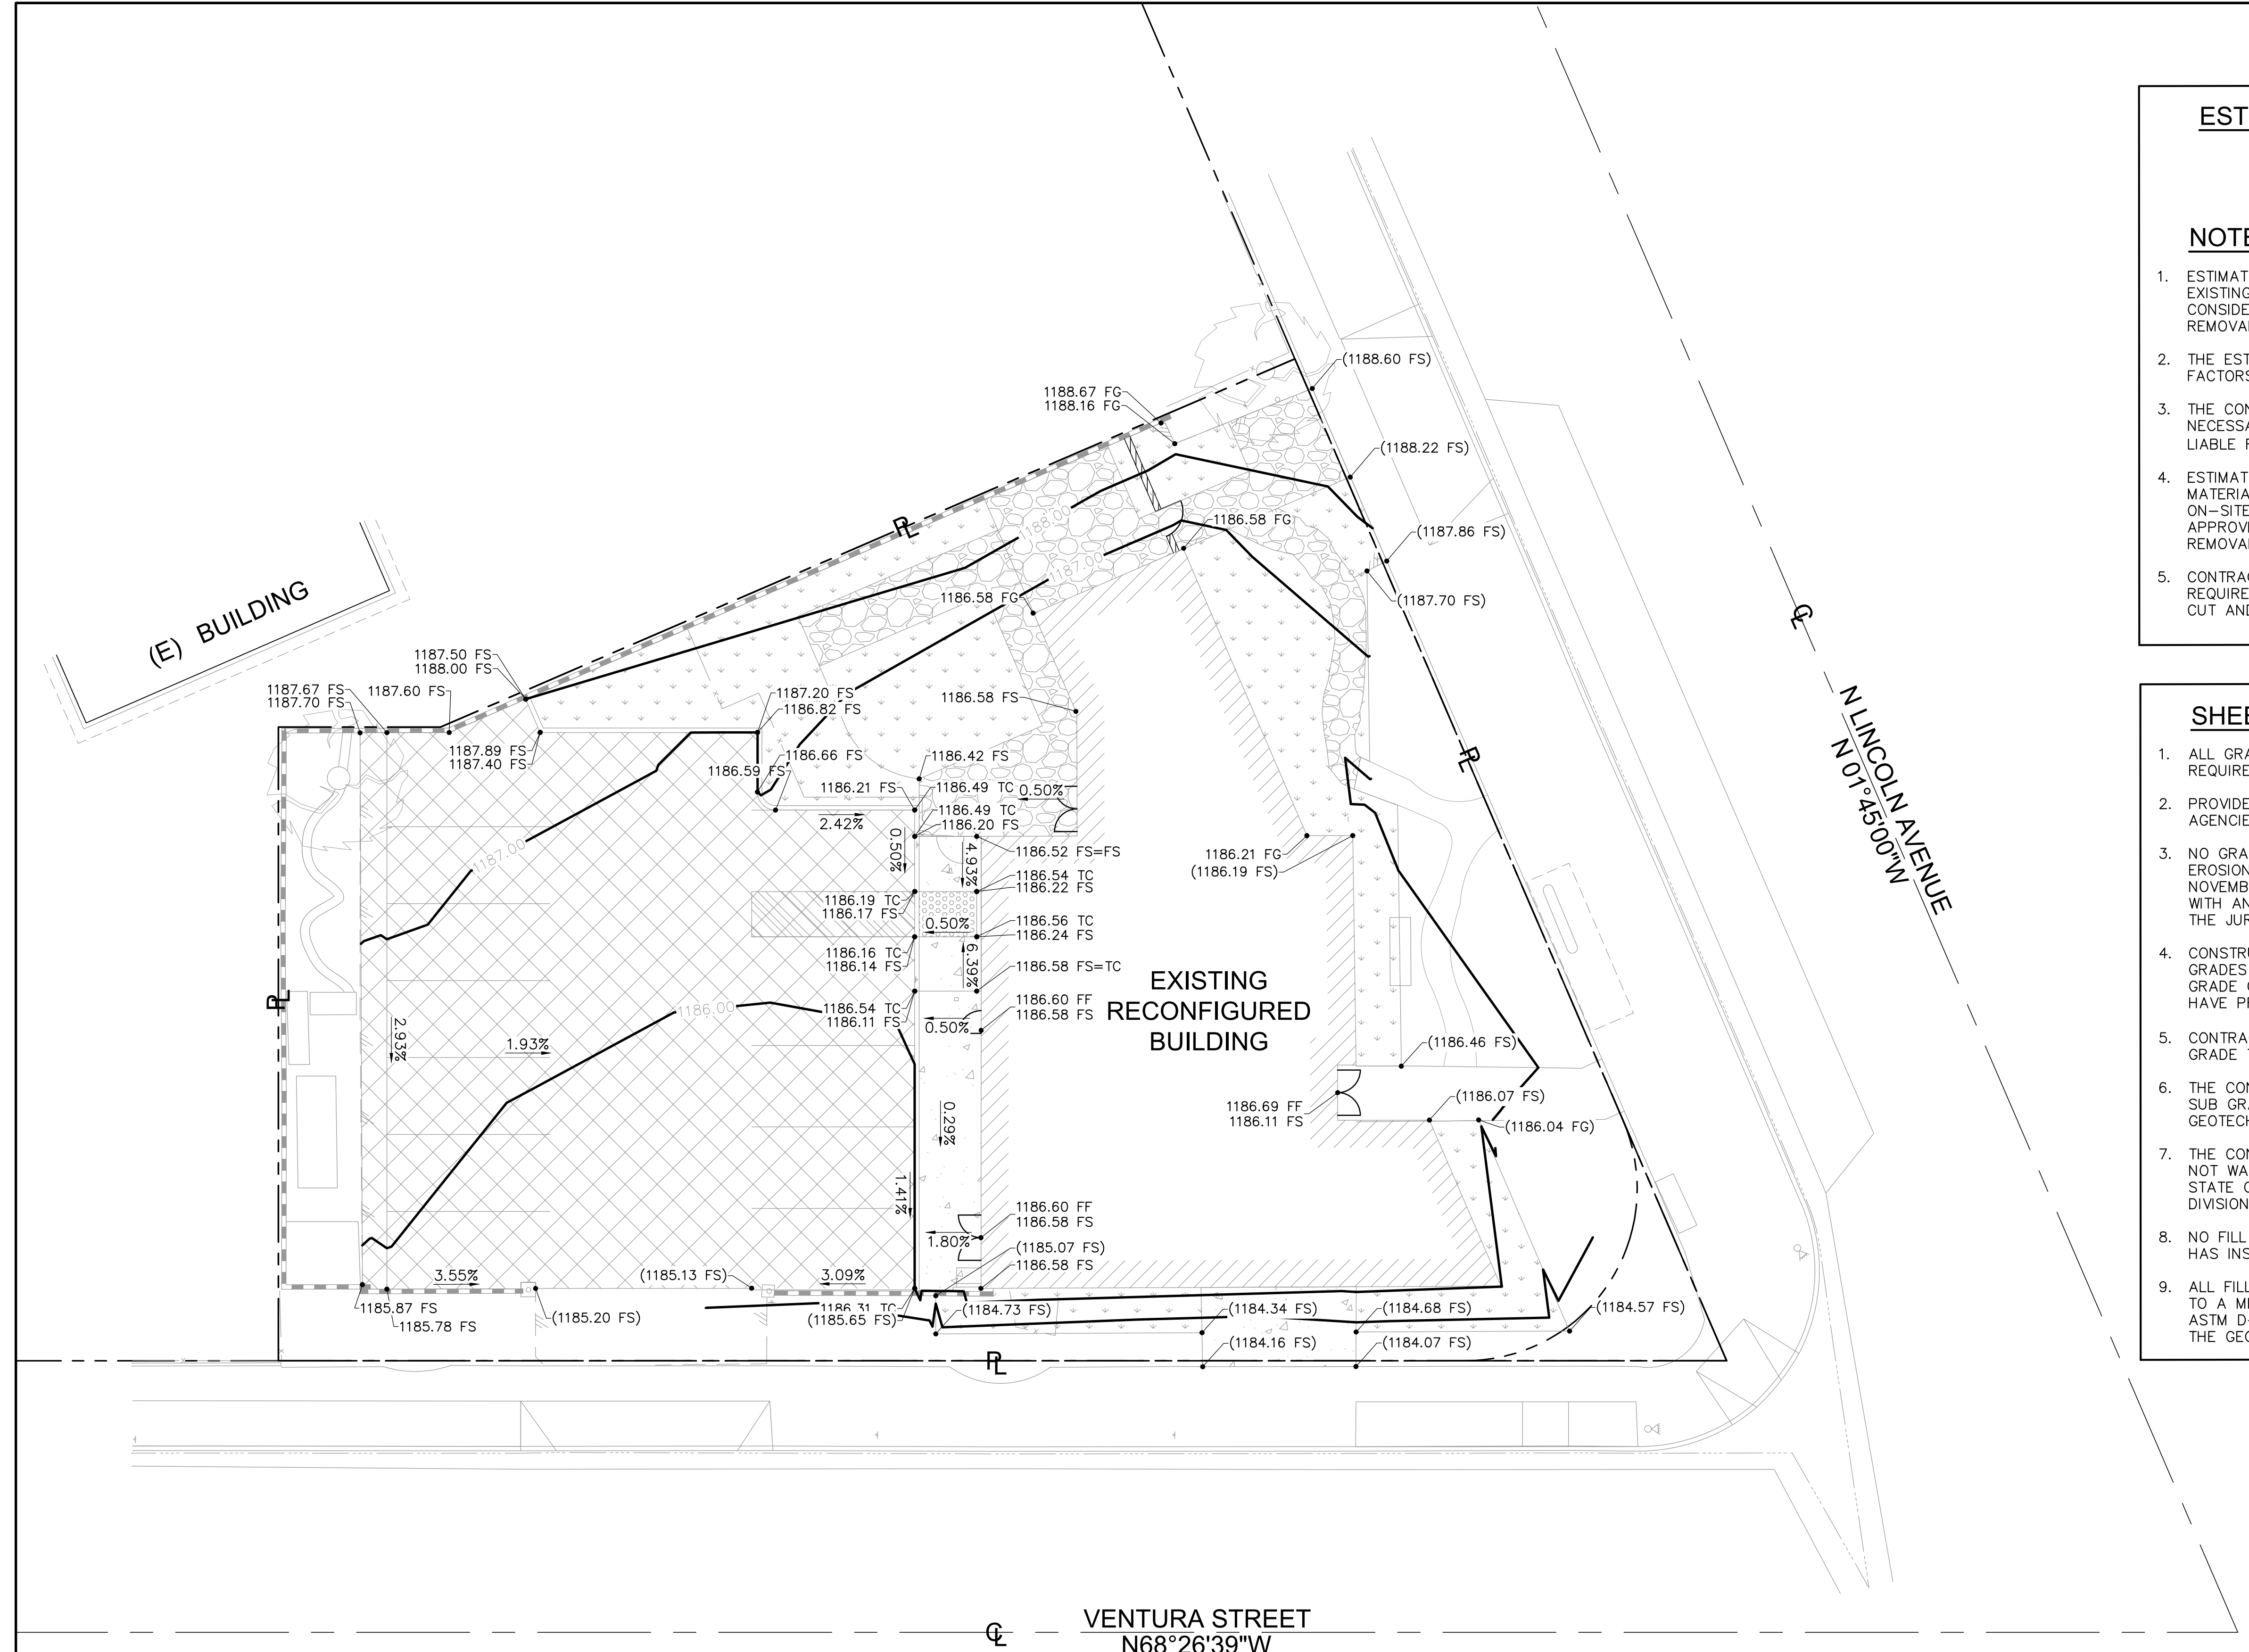 (E) BUILDING
1188.67 FG
1188.16 FG
(1188.60 FS)
(1188.22 FS)
1188.00
1186.58 FG
(1187.86 FS)
1187.00
1186.58 FG
(1187.70 FS)
PL
PL
CL
N LINCOLN AVENUE
N 01°45'00"W
1187.50 FS
1188.00 FS
1187.67 FS
1187.70 FS
1187.60 FS
1187.20 FS
1186.82 FS
1186.58 FS
1187.89 FS
1187.40 FS
1186.66 FS
1186.59 FS
1186.42 FS
1186.21 FS
1186.49 TC
0.50%
1186.49 TC
1186.20 FS
2.42%
0.50%
4.93%
1187.00
1186.52 FS=FS
1186.21 FG
(1186.19 FS)
1186.54 TC
1186.22 FS
1186.19 TC
1186.17 FS
0.50%
1186.56 TC
1186.24 FS
1186.16 TC
1186.14 FS
6.39%
1186.58 FS=TC
EXISTING
RECONFIGURED
BUILDING
PL
1186.00
1186.54 TC
1186.11 FS
0.50%
1186.60 FF
1186.58 FS
2.93%
1.93%
(1186.46 FS)
0.29%
1186.69 FF
1186.11 FS
(1186.07 FS)
(1186.04 FG)
1.41%
1186.60 FF
1186.58 FS
1.80%
(1185.07 FS)
1186.58 FS
3.55%
(1185.13 FS)
3.09%
1185.87 FS
1185.78 FS
(1185.20 FS)
1186.31 TC
(1185.65 FS)
(1184.73 FS)
(1184.34 FS)
(1184.68 FS)
(1184.57 FS)
(1184.16 FS)
(1184.07 FS)
PL
CL
VENTURA STREET
N68°26'39"W
EST
NOTE
1. ESTIMAT
EXISTING
CONSIDE
REMOVA
2. THE EST
FACTORS
3. THE CON
NECESSA
LIABLE F
4. ESTIMAT
MATERIA
ON-SITE
APPROV
REMOVA
5. CONTRA
REQUIRE
CUT AND
SHEE
1. ALL GRA
REQUIRE
2. PROVIDE
AGENCIE
3. NO GRA
EROSION
NOVEMB
WITH AN
THE JUR
4. CONSTRU
GRADES
GRADE
HAVE PR
5. CONTRA
GRADE T
6. THE CON
SUB GRA
GEOTECH
7. THE CON
NOT WA
STATE
DIVISION
8. NO FILL
HAS INS
9. ALL FILL
TO A MI
ASTM D-
THE GEO